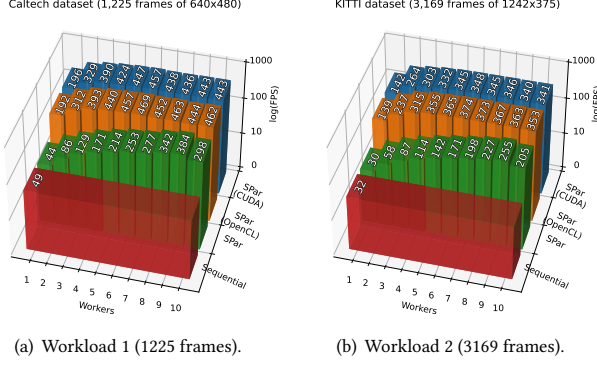 Caltech dataset (1,225 frames of 640x480)
KITTI dataset (3,169 frames of 1242x375)
196 329 390 424 447 457 438 436 443 443
192 312 393 440 457 469 452 463 444 462
44 86 129 171 214 253 277 342 384 298
49
1000
100
10
0
log(FPS)
SPar
(CUDA)
SPar
(OpenCL)
SPar
Sequential
1 2 3 4 5 6 7 8 9 10
Workers
142 264 303 332 345 348 345 346 340 341
139 237 315 358 365 374 373 367 363 353
30 58 87 114 142 171 198 227 255 205
32
1000
100
10
0
log(FPS)
SPar
(CUDA)
SPar
(OpenCL)
SPar
Sequential
1 2 3 4 5 6 7 8 9 10
Workers
(a) Workload 1 (1225 frames).
(b) Workload 2 (3169 frames).